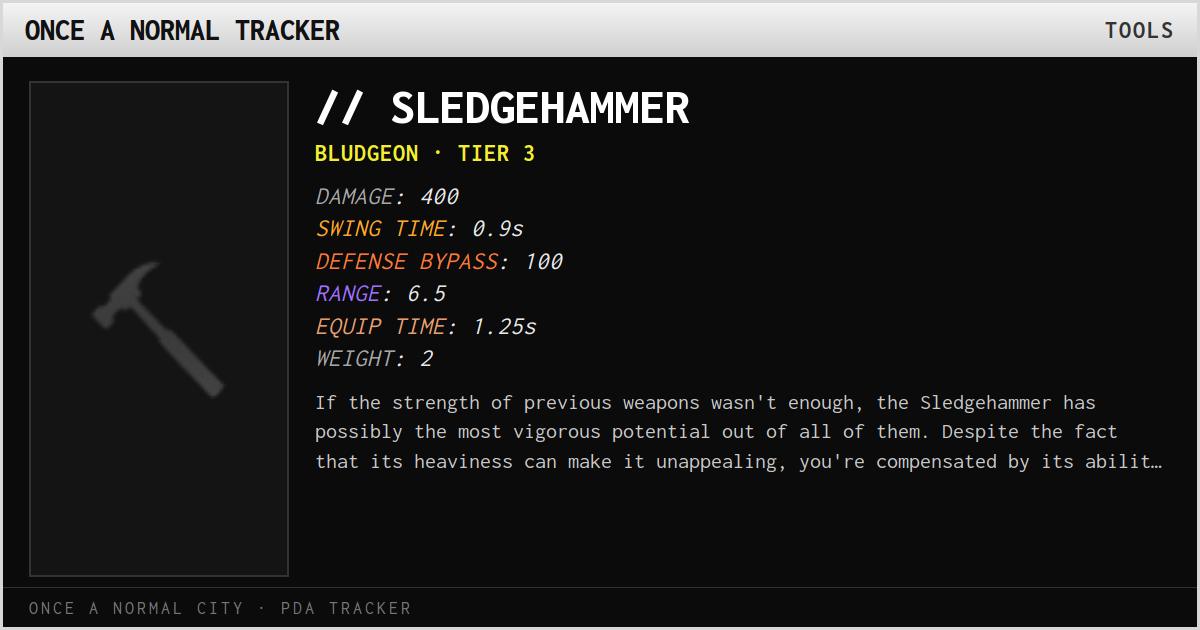 ONCE A NORMAL TRACKER
TOOLS
// SLEDGEHAMMER
BLUDGEON · TIER 3
DAMAGE: 400
SWING TIME: 0.9s
DEFENSE BYPASS: 100
RANGE: 6.5
EQUIP TIME: 1.25s
WEIGHT: 2
If the strength of previous weapons wasn't enough, the Sledgehammer has
possibly the most vigorous potential out of all of them. Despite the fact
that its heaviness can make it unappealing, you're compensated by its abilit…
ONCE A NORMAL CITY · PDA TRACKER